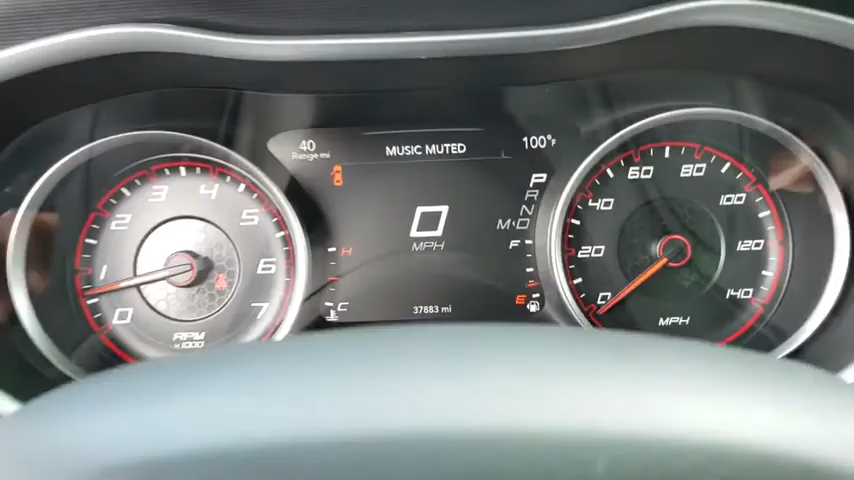 40
Range mi
MUSIC MUTED
100°F
0
MPH
P
R
N
M◂D
H
C
F
E
37883 mi
0
1
2
3
4
5
6
7
RPM
x1000
0
20
40
60
80
100
120
140
MPH